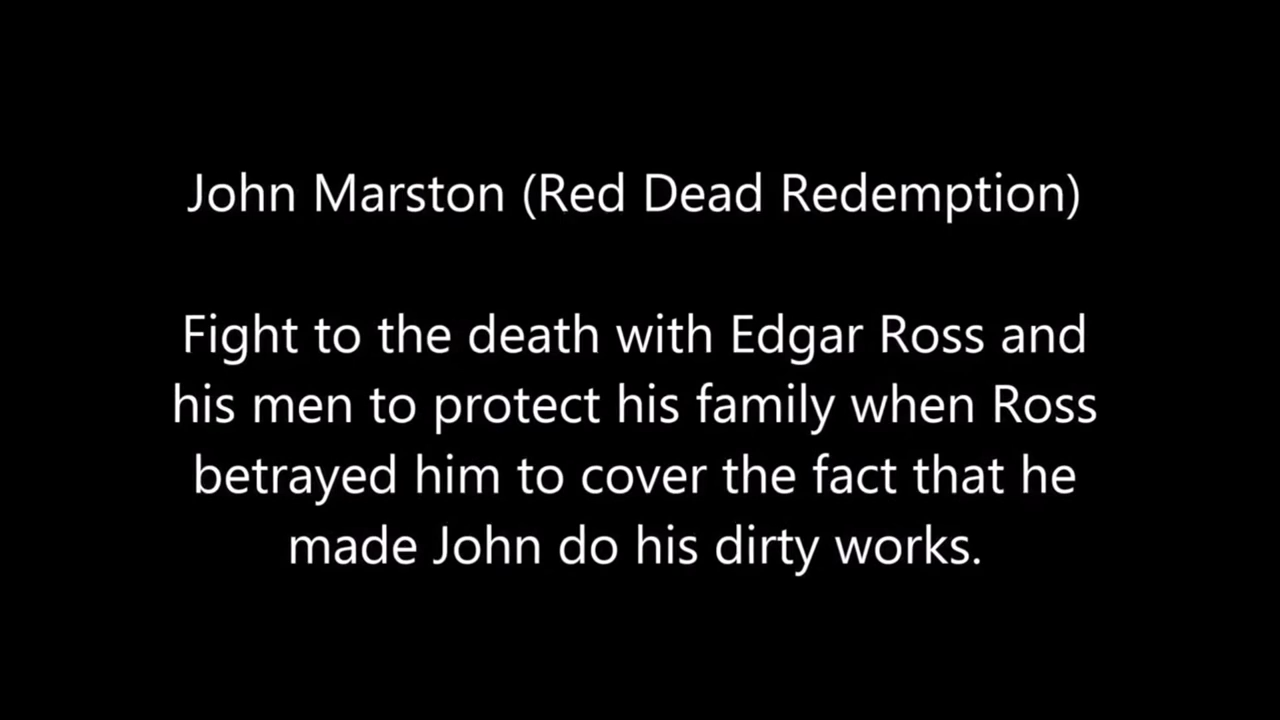 John Marston (Red Dead Redemption)
Fight to the death with Edgar Ross and
his men to protect his family when Ross
betrayed him to cover the fact that he
made John do his dirty works.